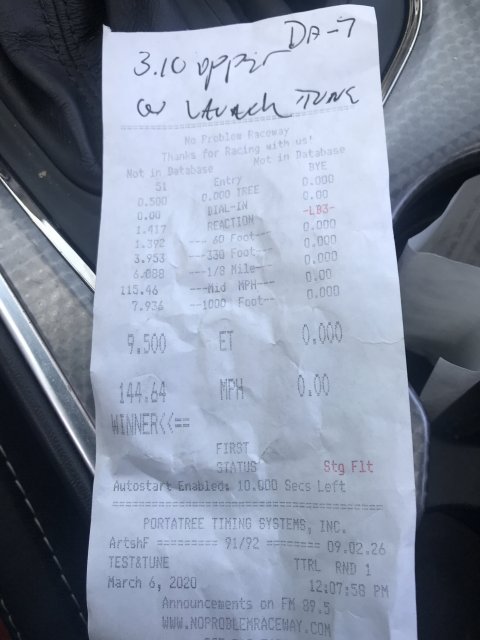 3.10 upper DA-7
w LAUNCH TUNE
No Problem Raceway
Thanks for Racing with us!
Not in Database Not in Database
51 Entry BYE
0.500 0.000 TREE 0.000
0.00 DIAL-IN 0.00
1.417 REACTION -LB3-
1.392 --- 60 Foot--- 0.000
3.953 ---330 Foot--- 0.000
6.088 ---1/8 Mile--- 0.000
115.46 ---Mid MPH--- 0.00
7.936 --1000 Foot-- 0.000
9.500 ET 0.000
144.64 MPH 0.00
WINNER<<==
FIRST
STATUS Stg Flt
Autostart Enabled: 10.000 Secs Left
PORTATREE TIMING SYSTEMS, INC.
ArtshF ========= 91/92 ======== 09.02.26
TEST&TUNE TTRL RND 1
March 6, 2020 12:07:58 PM
Announcements on FM 89.5
WWW.NOPROBLEMRACEWAY.COM